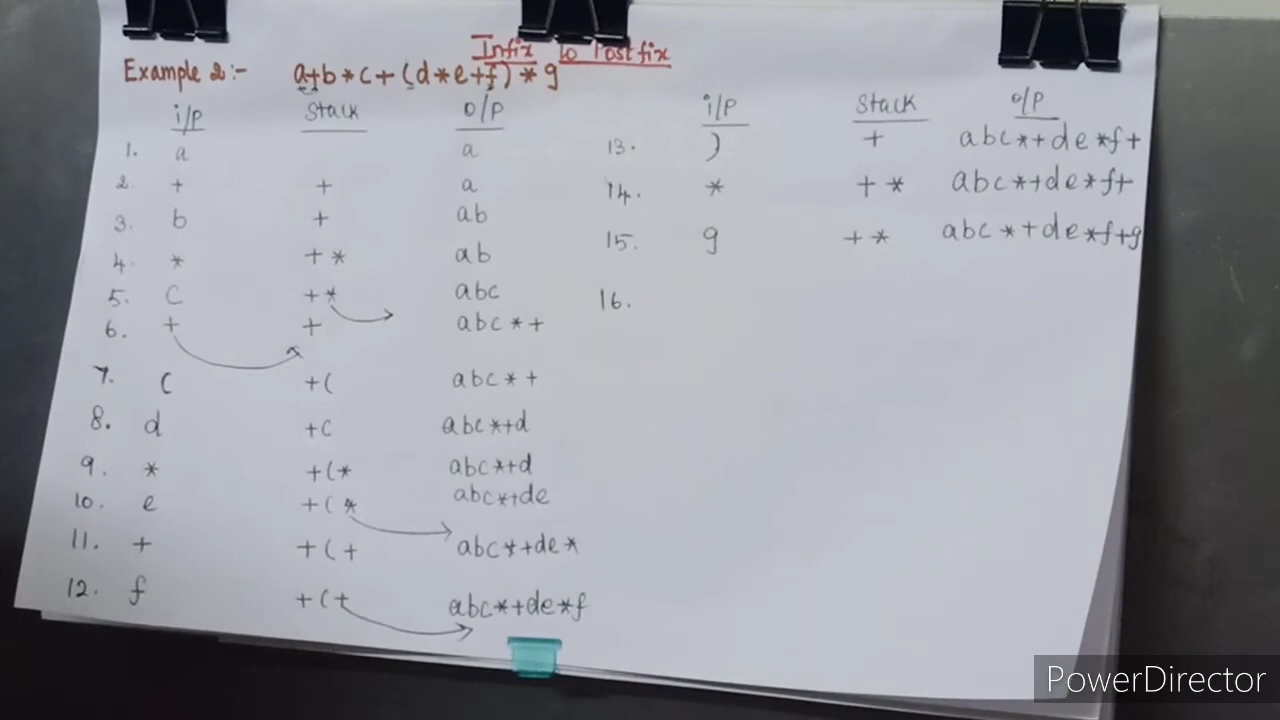 Infix to Postfix
Example 2:- a+b*c+(d*e+f)*g
i/p Stack o/p
1. a a
2. + + a
3. b + ab
4. * +* ab
5. C +* abc
6. + + abc*+
7. ( +( abc*+
8. d +( abc*+d
9. * +(* abc*+d
10. e +(* abc*+de
11. + +(+ abc*+de*
12. f +(+ abc*+de*f
i/p Stack o/p
13. ) + abc*+de*f+
14. * +* abc*+de*f+
15. g +* abc*+de*f+g
16.
PowerDirector